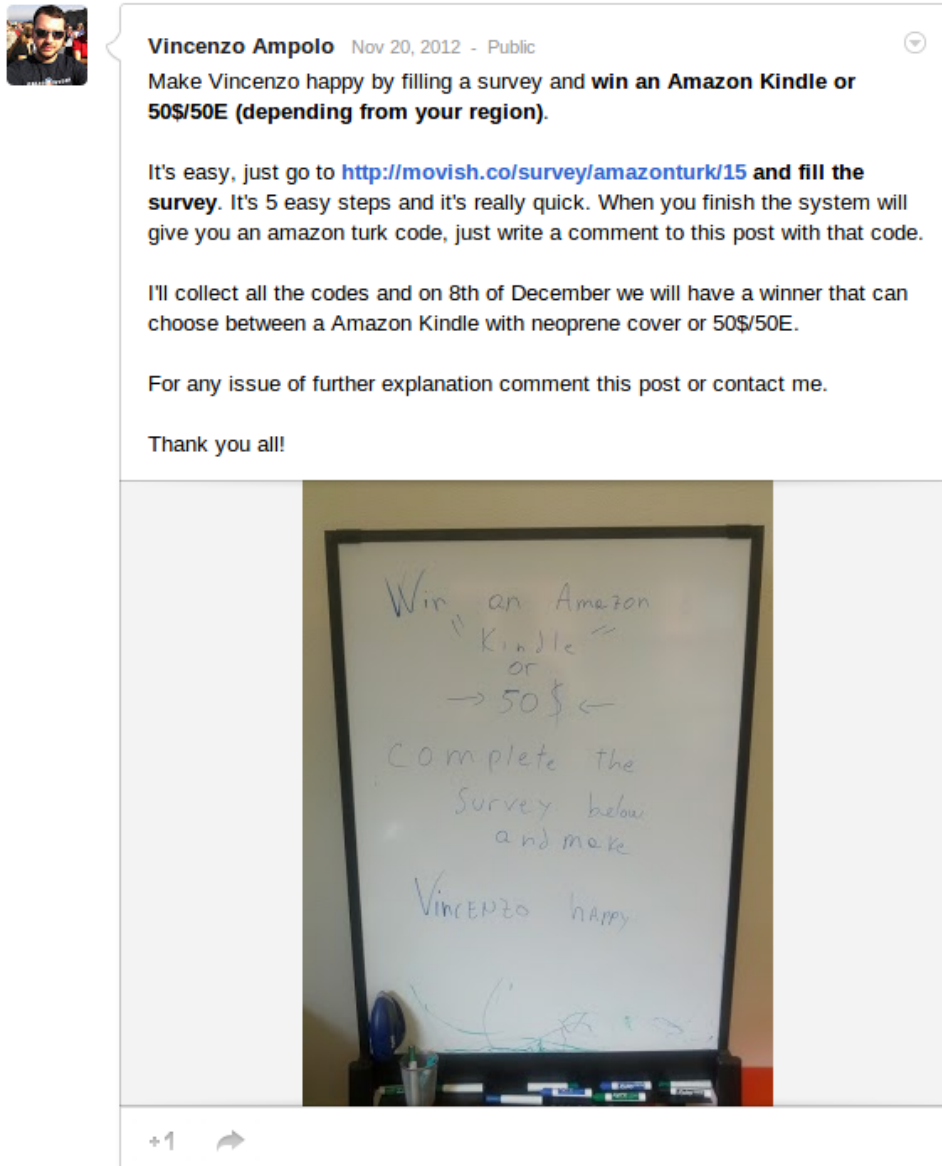 Vincenzo Ampolo Nov 20, 2012 - Public
Make Vincenzo happy by filling a survey and win an Amazon Kindle or
50$/50E (depending from your region).
It's easy, just go to http://movish.co/survey/amazonturk/15 and fill the
survey. It's 5 easy steps and it's really quick. When you finish the system will
give you an amazon turk code, just write a comment to this post with that code.
I'll collect all the codes and on 8th of December we will have a winner that can
choose between a Amazon Kindle with neoprene cover or 50$/50E.
For any issue of further explanation comment this post or contact me.
Thank you all!
Win an Amazon
"Kindle"
or
→ 50$ ←
Complete the
Survey below
and make
VincENZO hAPPY
+1